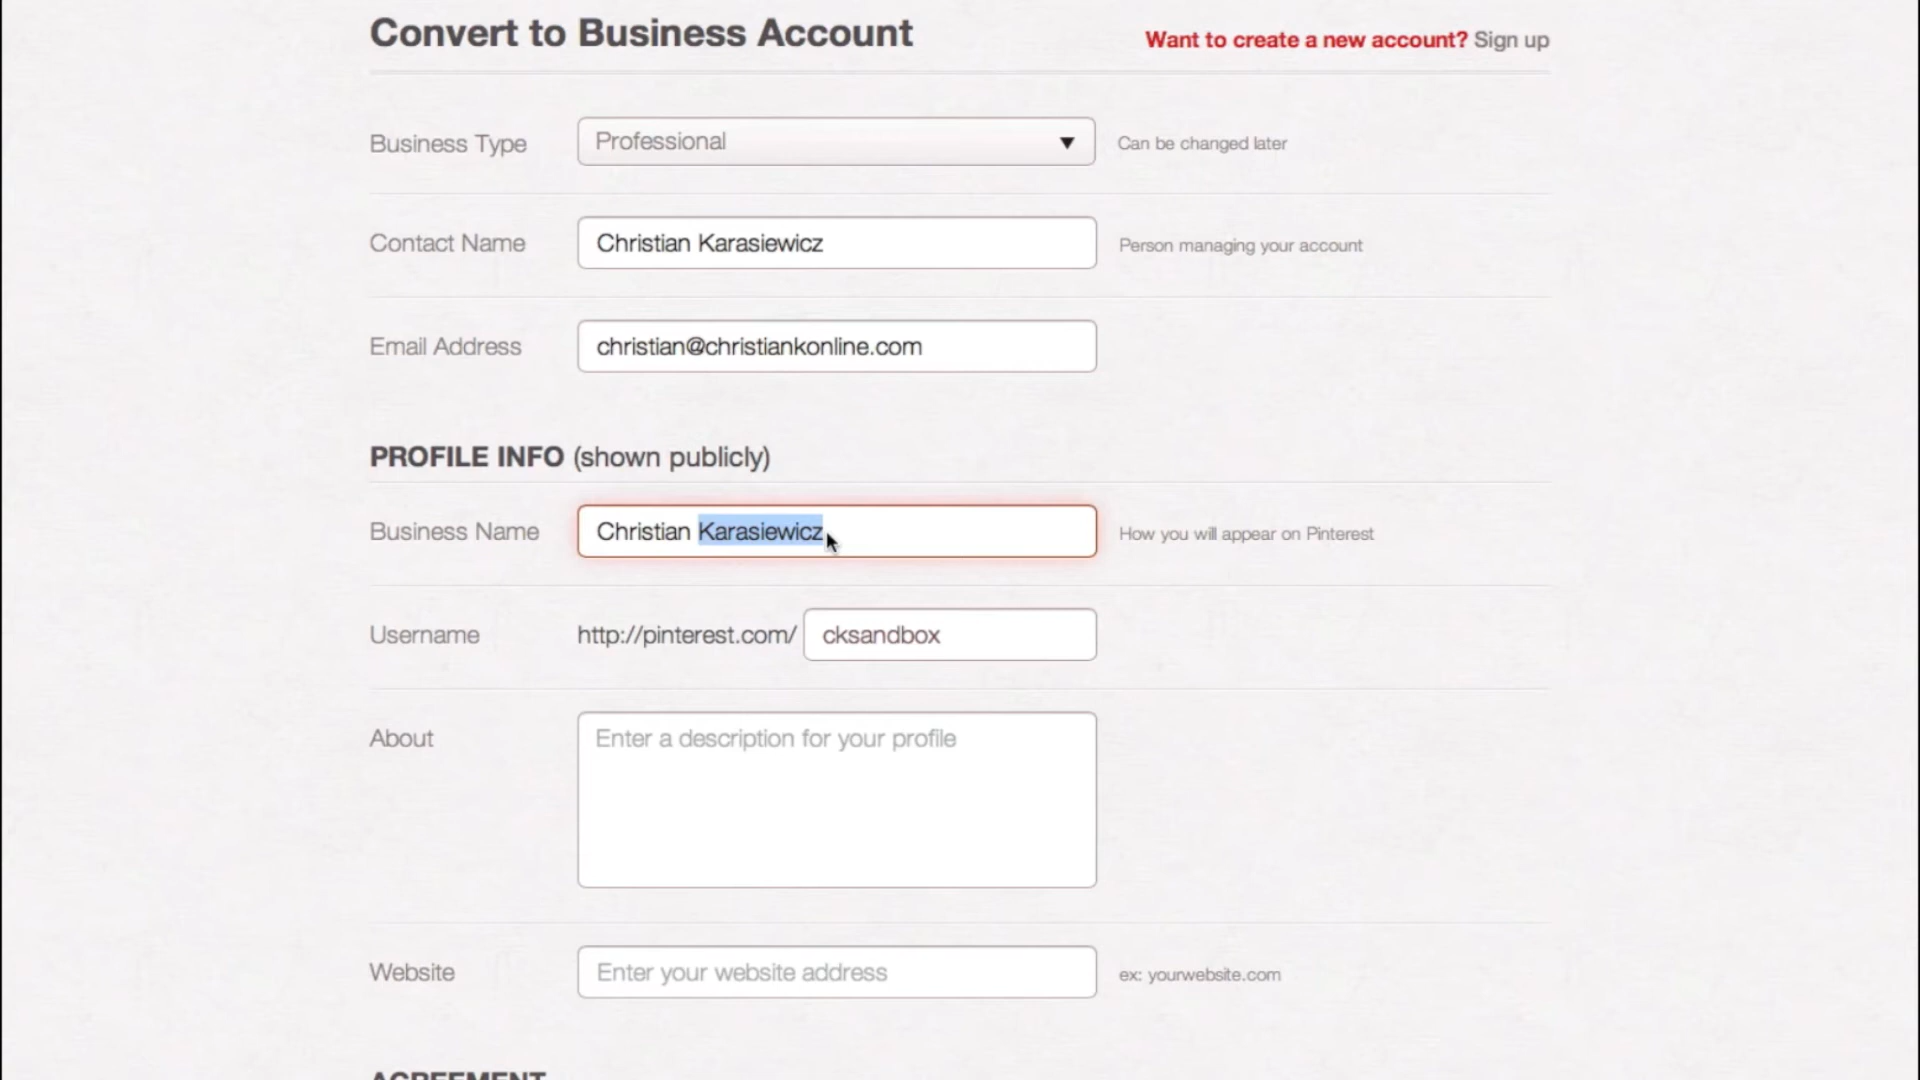 Convert to Business Account
Want to create a new account? Sign up
Business Type
Professional
Can be changed later
Contact Name
Christian Karasiewicz
Person managing your account
Email Address
christian@christiankonline.com
PROFILE INFO (shown publicly)
Business Name
Christian Karasiewicz
How you will appear on Pinterest
Username
http://pinterest.com/
cksandbox
About
Enter a description for your profile
Website
Enter your website address
ex: yourwebsite.com
AGREEMENT